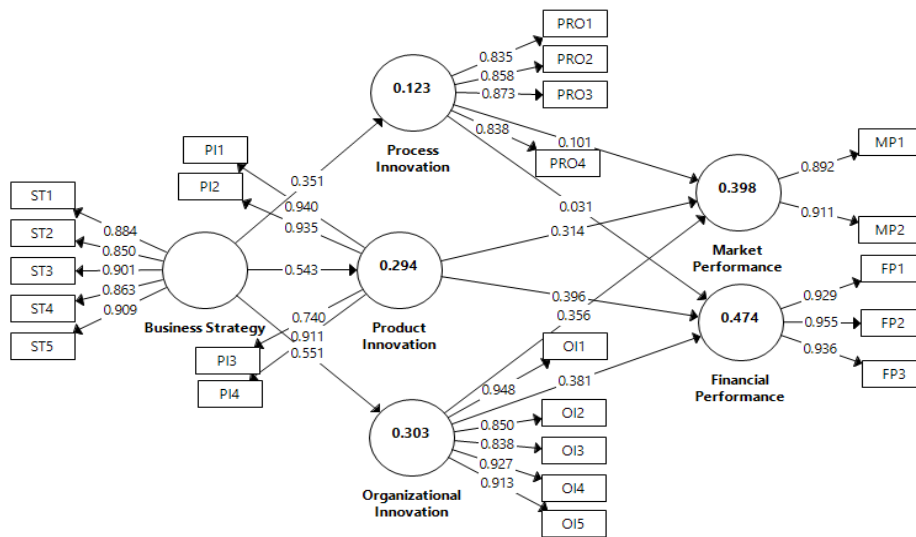 PRO1
0.835
PRO2
0.858
0.123
0.873
PRO3
0.838
Process
Innovation
PRO4
0.101
MP1
0.892
PI1
PI2
0.351
0.940
0.935
0.031
0.398
0.314
0.911
MP2
Market
Performance
ST1
0.884
ST2
0.850
ST3
0.901
ST4
0.863
ST5
0.909
Business Strategy
0.543
0.294
Product
Innovation
0.396
0.356
FP1
0.929
0.474
0.955
FP2
0.936
FP3
Financial
Performance
0.740
0.911
0.551
PI3
PI4
OI1
0.948
0.381
0.303
0.850
OI2
0.838
OI3
0.927
OI4
0.913
OI5
Organizational
Innovation